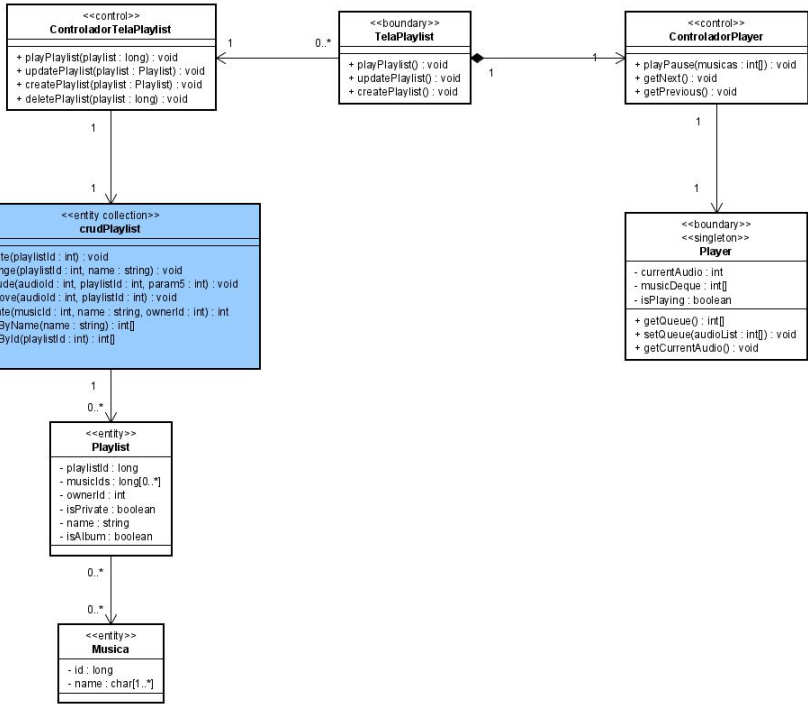 <<control>>
ControladorTelaPlaylist
+ playPlaylist(playlist : long) : void
+ updatePlaylist(playlist : Playlist) : void
+ createPlaylist(playlist : Playlist) : void
+ deletePlaylist(playlist : long) : void
1
0..*
<<boundary>>
TelaPlaylist
+ playPlaylist() : void
+ updatePlaylist() : void
+ createPlaylist() : void
1
1
<<control>>
ControladorPlayer
+ playPause(musicas : int[]) : void
+ getNext() : void
+ getPrevious() : void
1
1
1
1
<<entity collection>>
crudPlaylist
te(playlistId : int) : void
nge(playlistId : int, name : string) : void
ude(audioId : int, playlistId : int, param5 : int) : void
ove(audioId : int, playlistId : int) : void
ate(musicId : int, name : string, ownerId : int) : int
ByName(name : string) : int[]
ById(playlistId : int) : int[]
<<boundary>>
<<singleton>>
Player
- currentAudio : int
- musicDeque : int[]
- isPlaying : boolean
+ getQueue() : int[]
+ setQueue(audioList : int[]) : void
+ getCurrentAudio() : void
1
0..*
<<entity>>
Playlist
- playlistId : long
- musicIds : long[0..*]
- ownerId : int
- isPrivate : boolean
- name : string
- isAlbum : boolean
0..*
0..*
<<entity>>
Musica
- id : long
- name : char[1..*]